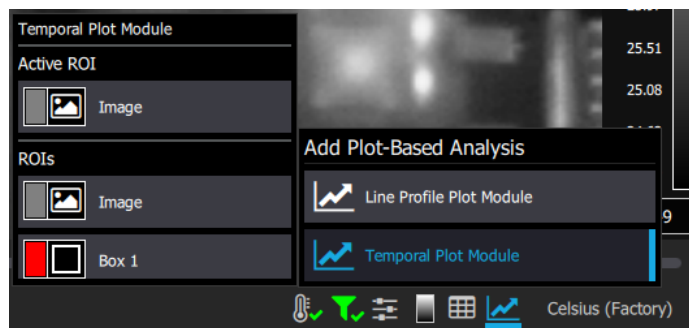 Temporal Plot Module
Active ROI
Image
ROIs
Image
Box 1
25.51
25.08
Add Plot-Based Analysis
Line Profile Plot Module
9
Temporal Plot Module
Celsius (Factory)